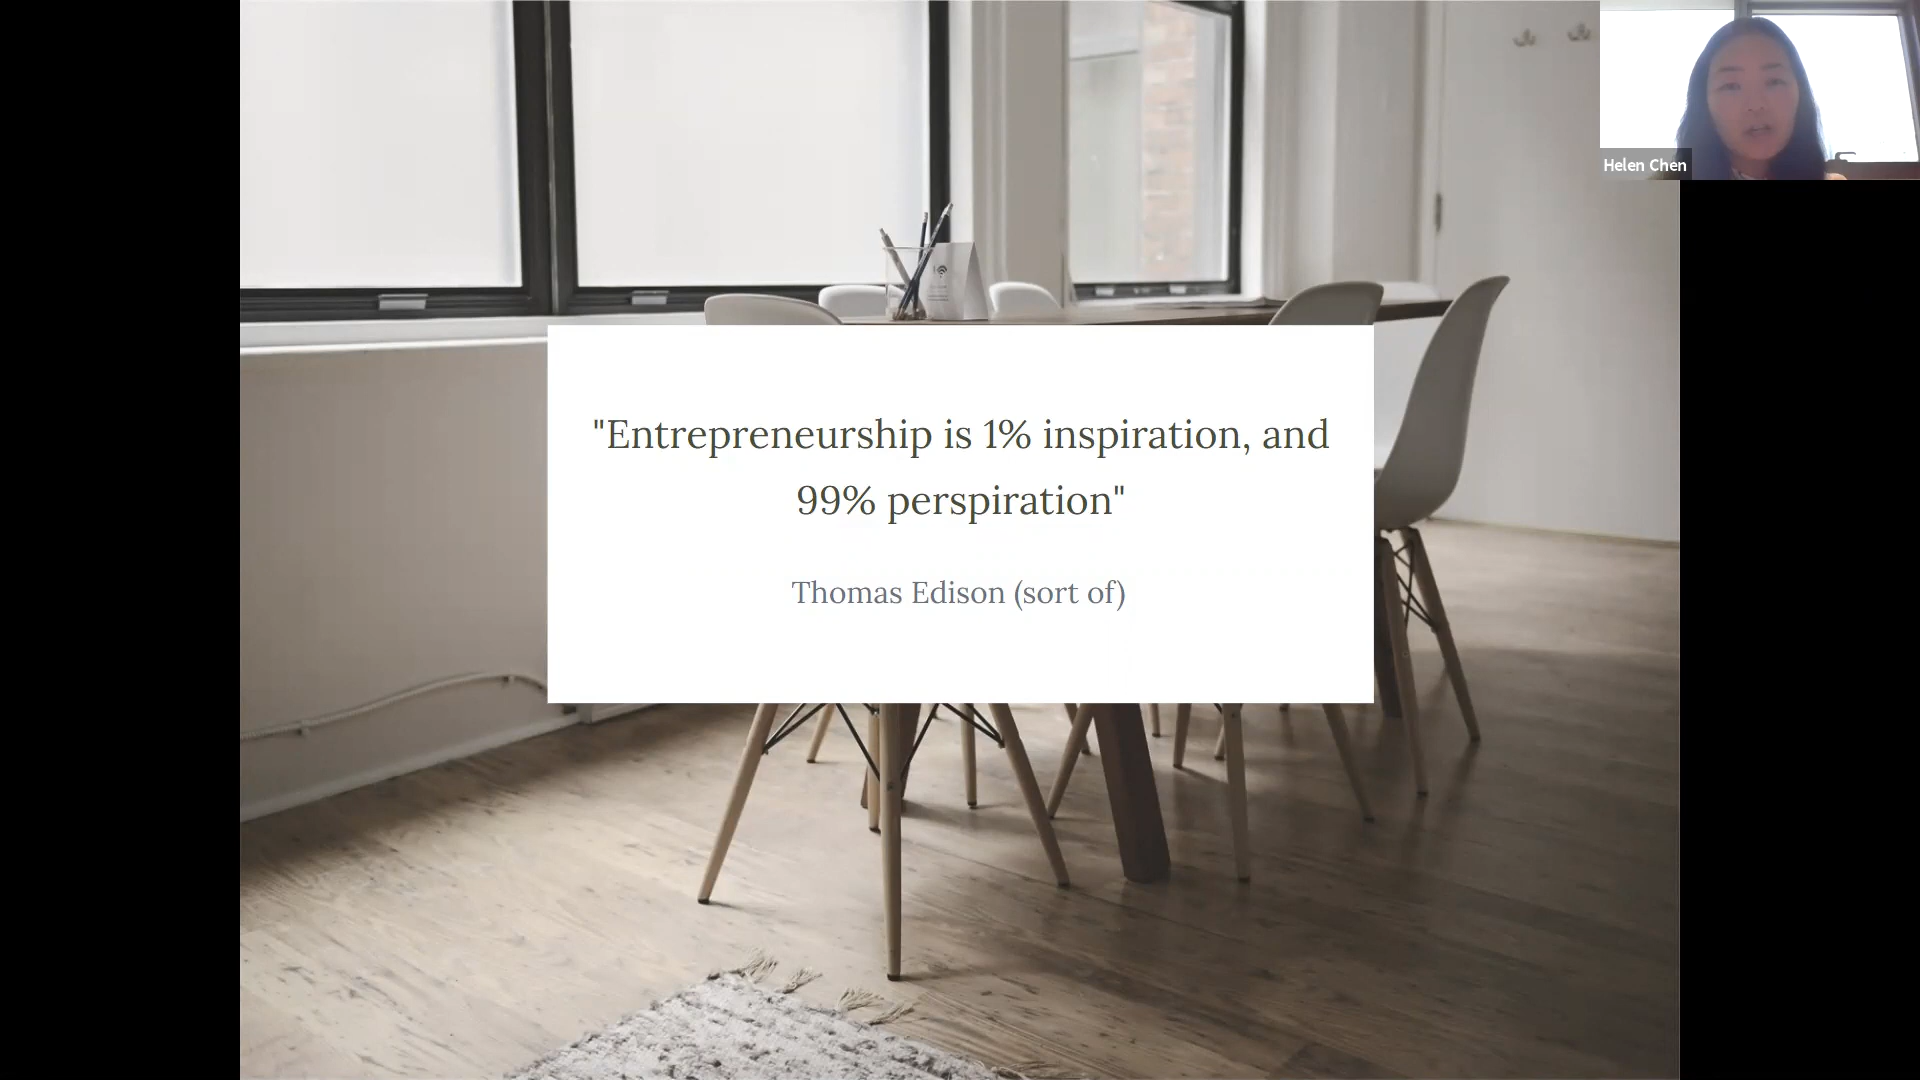 Helen Chen
"Entrepreneurship is 1% inspiration, and
99% perspiration"
Thomas Edison (sort of)